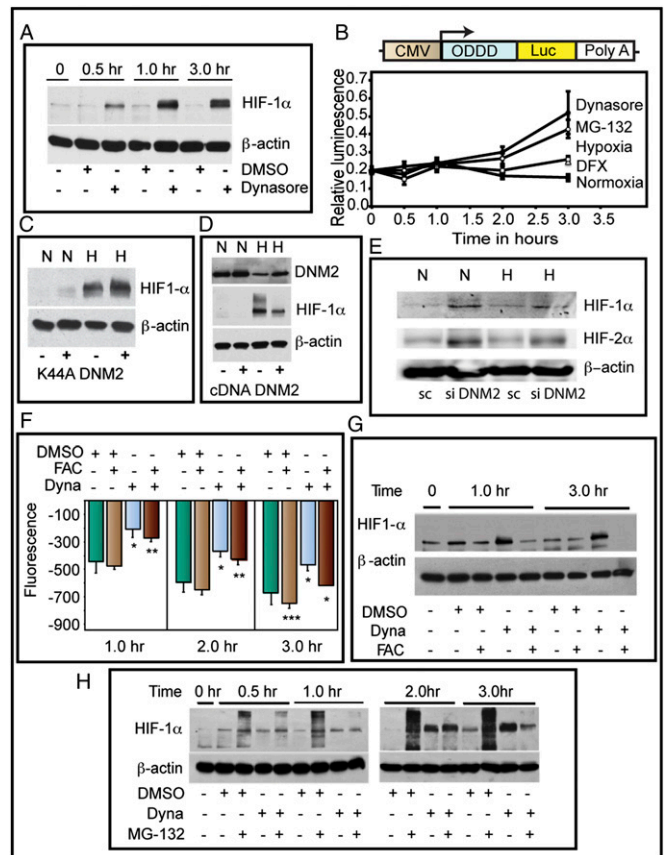 A
0 0.5 hr 1.0 hr 3.0 hr
HIF-1α
β-actin
- + - + - + - DMSO
- - + - + - + Dynasore
B
CMV ODDD Luc Poly A
Relative luminescence
0.7
0.6
0.5
0.4
0.3
0.2
0.1
0.0
Dynasore
MG-132
Hypoxia
DFX
Normoxia
0 0.5 1.0 1.5 2.0 2.5 3.0 3.5
Time in hours
C
N N H H
HIF1-α
β-actin
- + - +
K44A DNM2
D
N N H H
DNM2
HIF-1α
β-actin
- + - +
cDNA DNM2
E
N N H H
HIF-1α
HIF-2α
β-actin
sc si DNM2 sc si DNM2
F
DMSO + + - - + + - - + + - -
FAC - + - + - + - + - + - +
Dyna - - + + - - + + - - + +
Fluorescence
-100
-300
-500
-700
-900
* ** * ** *** * *
1.0 hr 2.0 hr 3.0 hr
G
Time 0 1.0 hr 3.0 hr
HIF1-α
β-actin
DMSO - + + - - + + - -
Dyna - - - + + - - + +
FAC - - + - + - + - +
H
Time 0 hr 0.5 hr 1.0 hr 2.0hr 3.0hr
HIF-1α
β-actin
DMSO - + + - - + + - - + + - - + + - -
Dyna - - - + + - - + + - - + + - - + +
MG-132 - - + - + - + - + - + - + - + - +